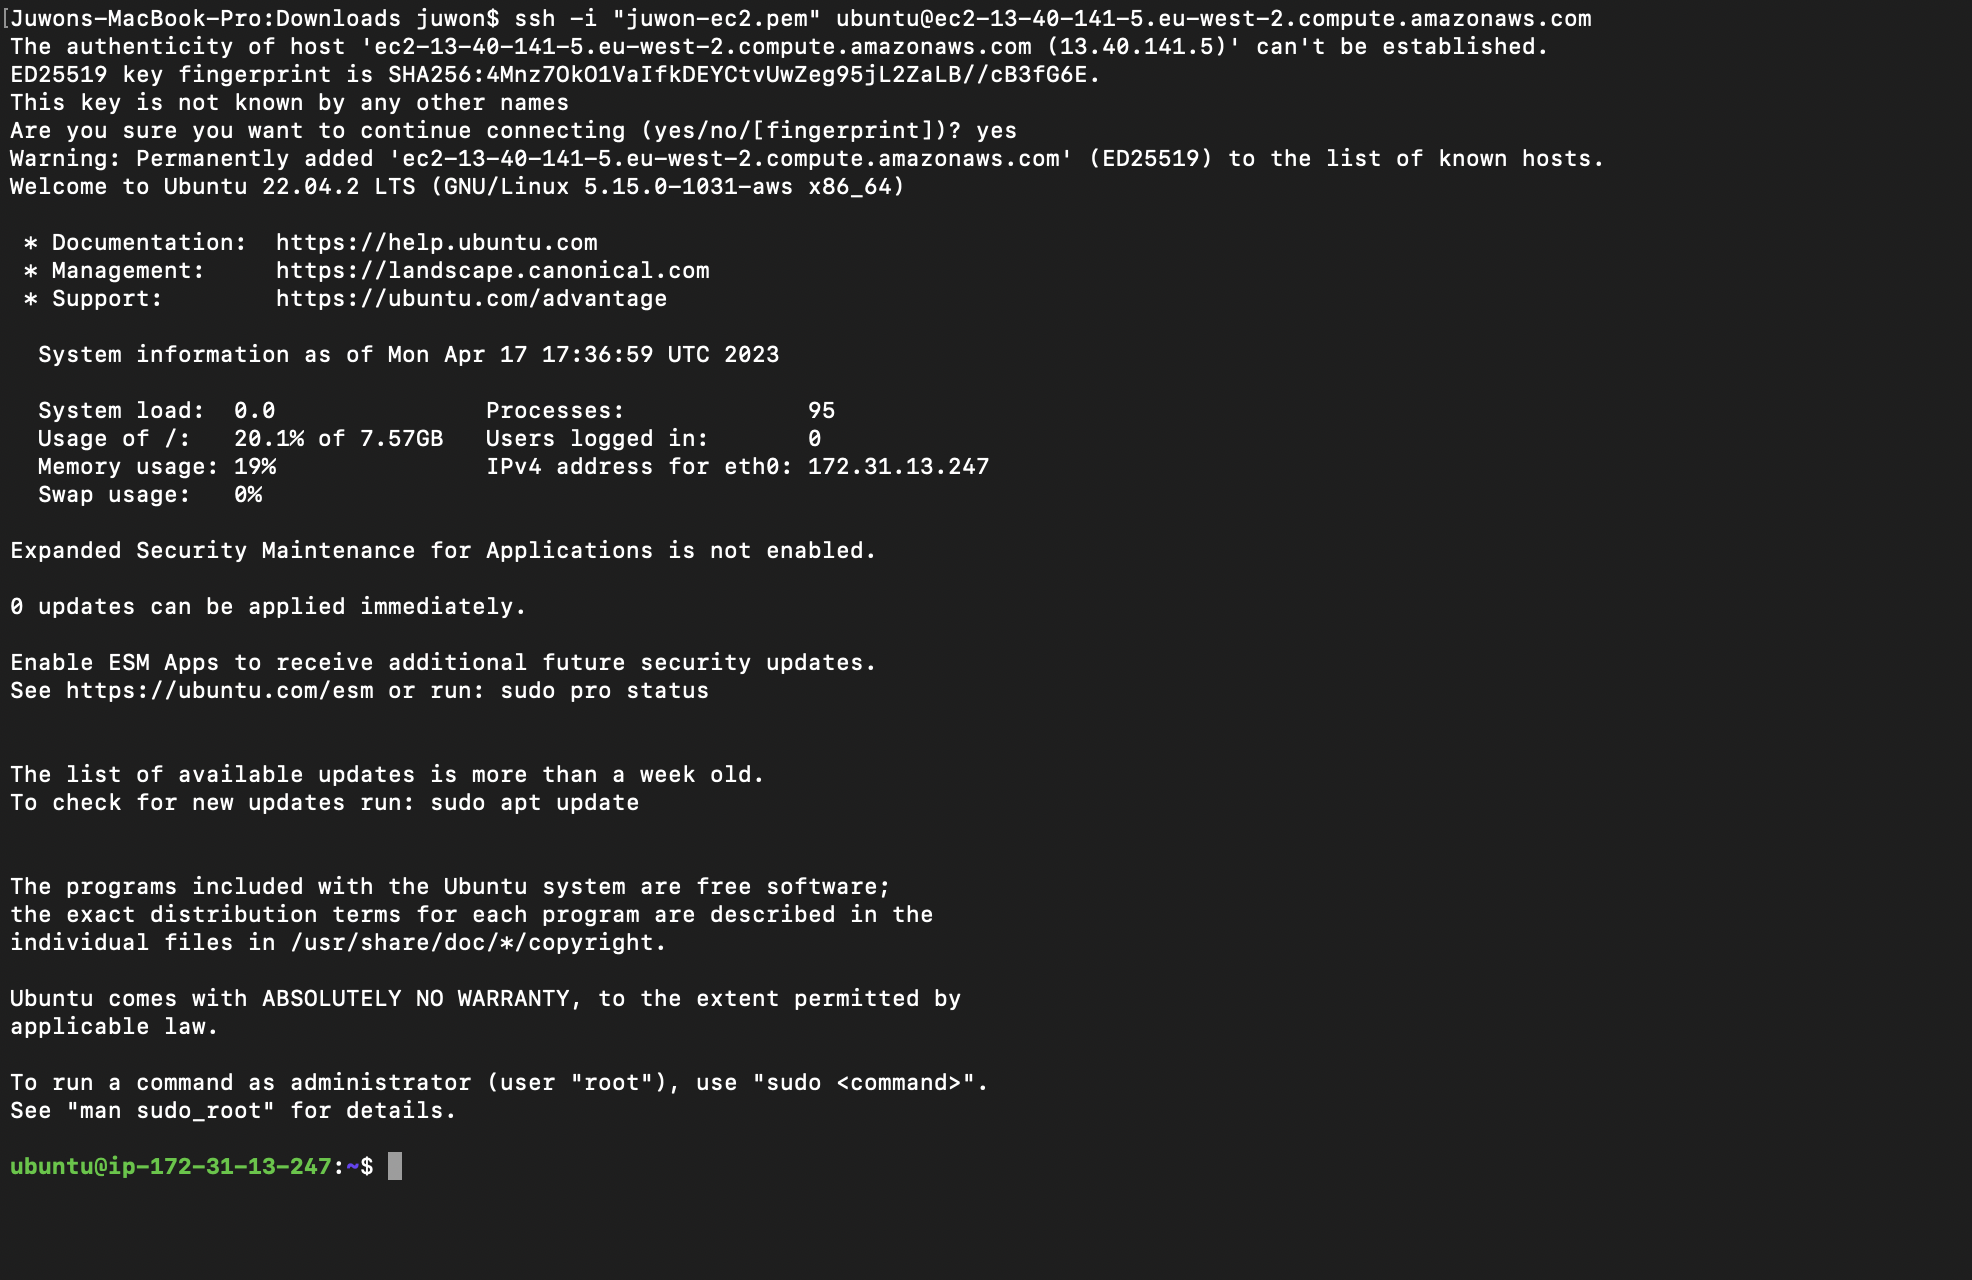 [Juwons-MacBook-Pro:Downloads juwon$ ssh -i "juwon-ec2.pem" ubuntu@ec2-13-40-141-5.eu-west-2.compute.amazonaws.com
The authenticity of host 'ec2-13-40-141-5.eu-west-2.compute.amazonaws.com (13.40.141.5)' can't be established.
ED25519 key fingerprint is SHA256:4Mnz7OkO1VaIfkDEYCtvUwZeg95jL2ZaLB//cB3fG6E.
This key is not known by any other names
Are you sure you want to continue connecting (yes/no/[fingerprint])? yes
Warning: Permanently added 'ec2-13-40-141-5.eu-west-2.compute.amazonaws.com' (ED25519) to the list of known hosts.
Welcome to Ubuntu 22.04.2 LTS (GNU/Linux 5.15.0-1031-aws x86_64)

 * Documentation:  https://help.ubuntu.com
 * Management:     https://landscape.canonical.com
 * Support:        https://ubuntu.com/advantage

  System information as of Mon Apr 17 17:36:59 UTC 2023

  System load:  0.0               Processes:             95
  Usage of /:   20.1% of 7.57GB   Users logged in:       0
  Memory usage: 19%               IPv4 address for eth0: 172.31.13.247
  Swap usage:   0%

Expanded Security Maintenance for Applications is not enabled.

0 updates can be applied immediately.

Enable ESM Apps to receive additional future security updates.
See https://ubuntu.com/esm or run: sudo pro status

The list of available updates is more than a week old.
To check for new updates run: sudo apt update

The programs included with the Ubuntu system are free software;
the exact distribution terms for each program are described in the
individual files in /usr/share/doc/*/copyright.

Ubuntu comes with ABSOLUTELY NO WARRANTY, to the extent permitted by
applicable law.

To run a command as administrator (user "root"), use "sudo <command>".
See "man sudo_root" for details.

ubuntu@ip-172-31-13-247:~$